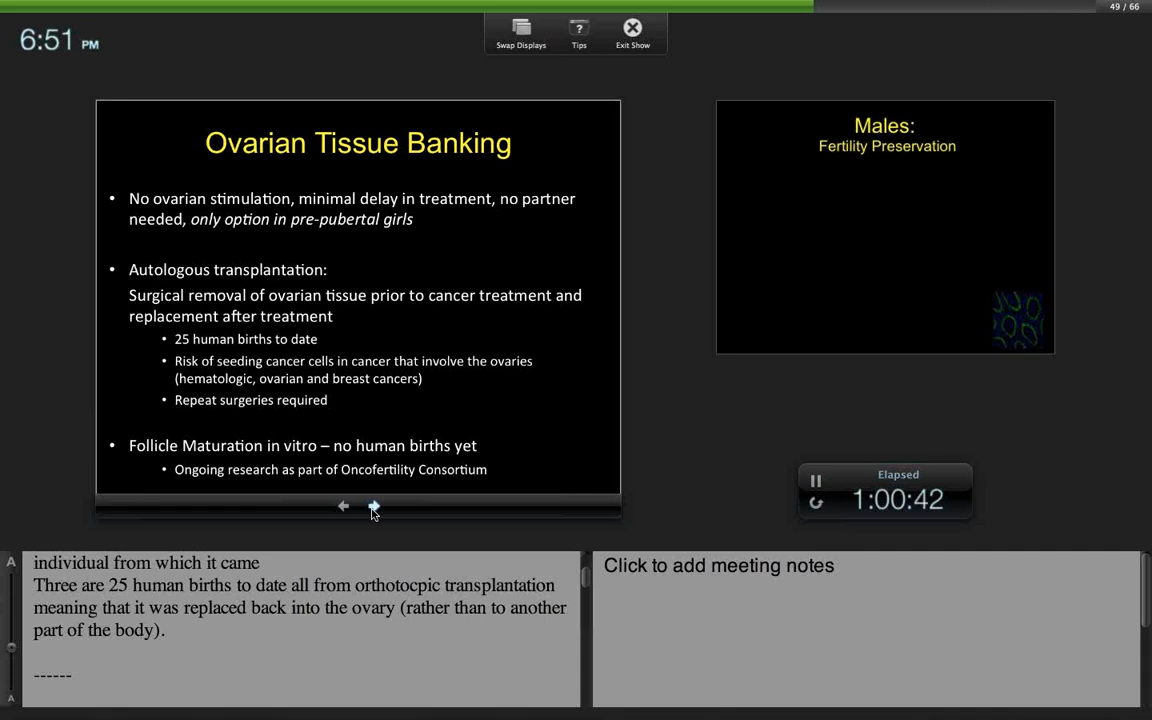 49 / 66
6:51 PM
Swap Displays
Tips
Exit Show
Ovarian Tissue Banking
• No ovarian stimulation, minimal delay in treatment, no partner
needed, only option in pre-pubertal girls
• Autologous transplantation:
Surgical removal of ovarian tissue prior to cancer treatment and
replacement after treatment
• 25 human births to date
• Risk of seeding cancer cells in cancer that involve the ovaries
(hematologic, ovarian and breast cancers)
• Repeat surgeries required
• Follicle Maturation in vitro – no human births yet
• Ongoing research as part of Oncofertility Consortium
Males:
Fertility Preservation
Elapsed
1:00:42
A
individual from which it came
Three are 25 human births to date all from orthotocpic transplantation
meaning that it was replaced back into the ovary (rather than to another
part of the body).
------
A
Click to add meeting notes